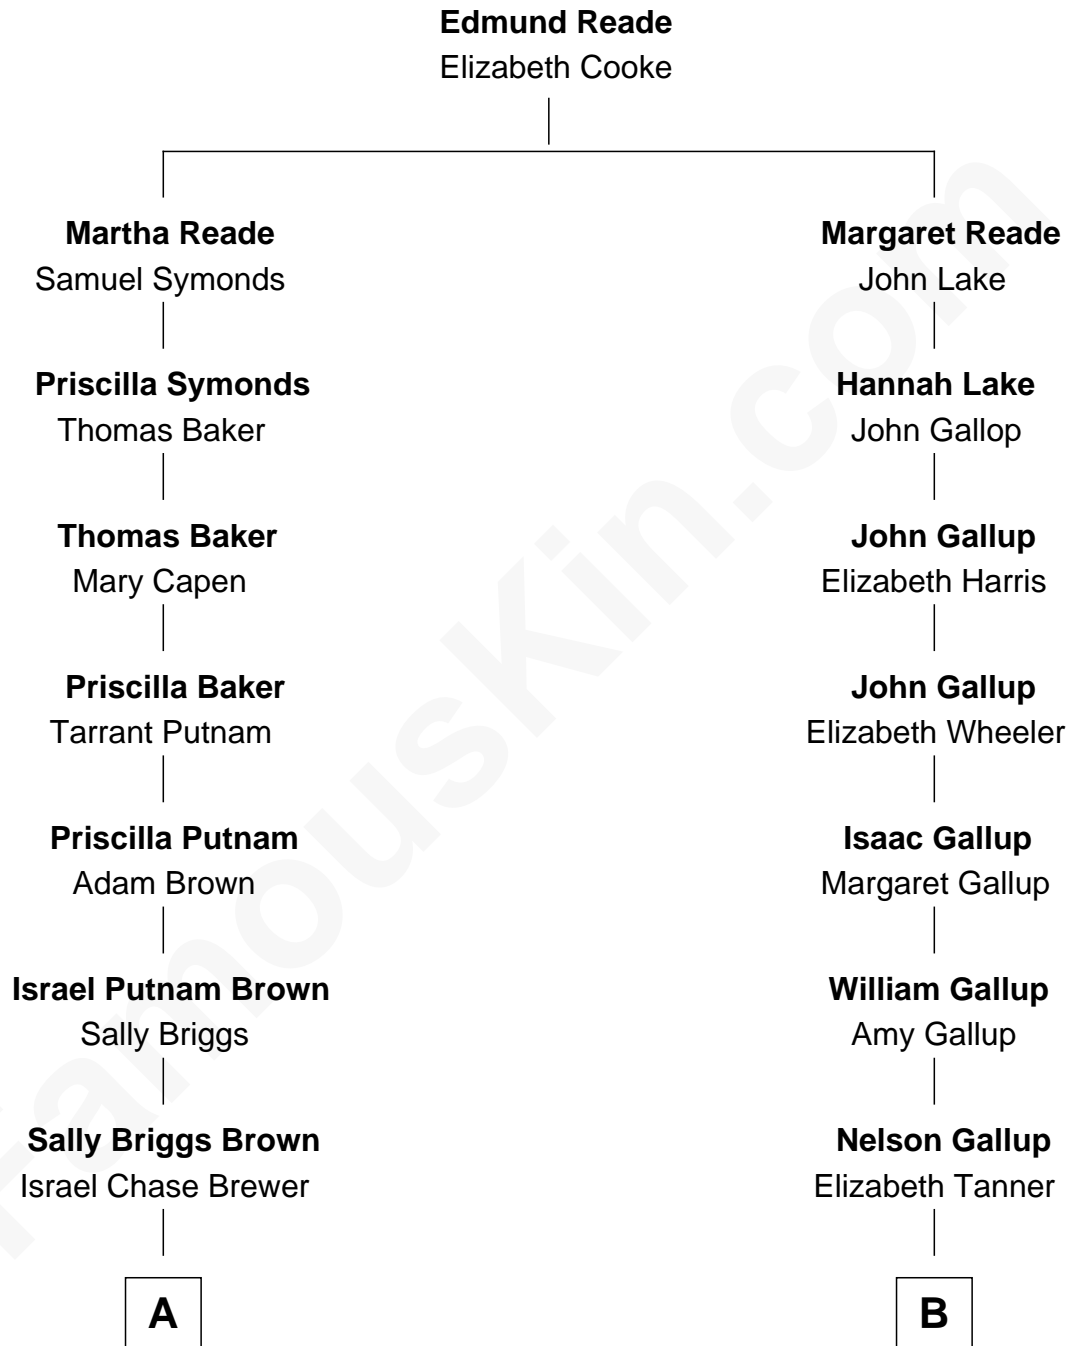 Edmund Reade
Elizabeth Cooke
Martha Reade
Samuel Symonds
Margaret Reade
John Lake
Priscilla Symonds
Thomas Baker
Hannah Lake
John Gallop
Thomas Baker
Mary Capen
John Gallup
Elizabeth Harris
Priscilla Baker
Tarrant Putnam
John Gallup
Elizabeth Wheeler
Priscilla Putnam
Adam Brown
Isaac Gallup
Margaret Gallup
Israel Putnam Brown
Sally Briggs
William Gallup
Amy Gallup
Sally Briggs Brown
Israel Chase Brewer
Nelson Gallup
Elizabeth Tanner
A
B
FamousKin.com